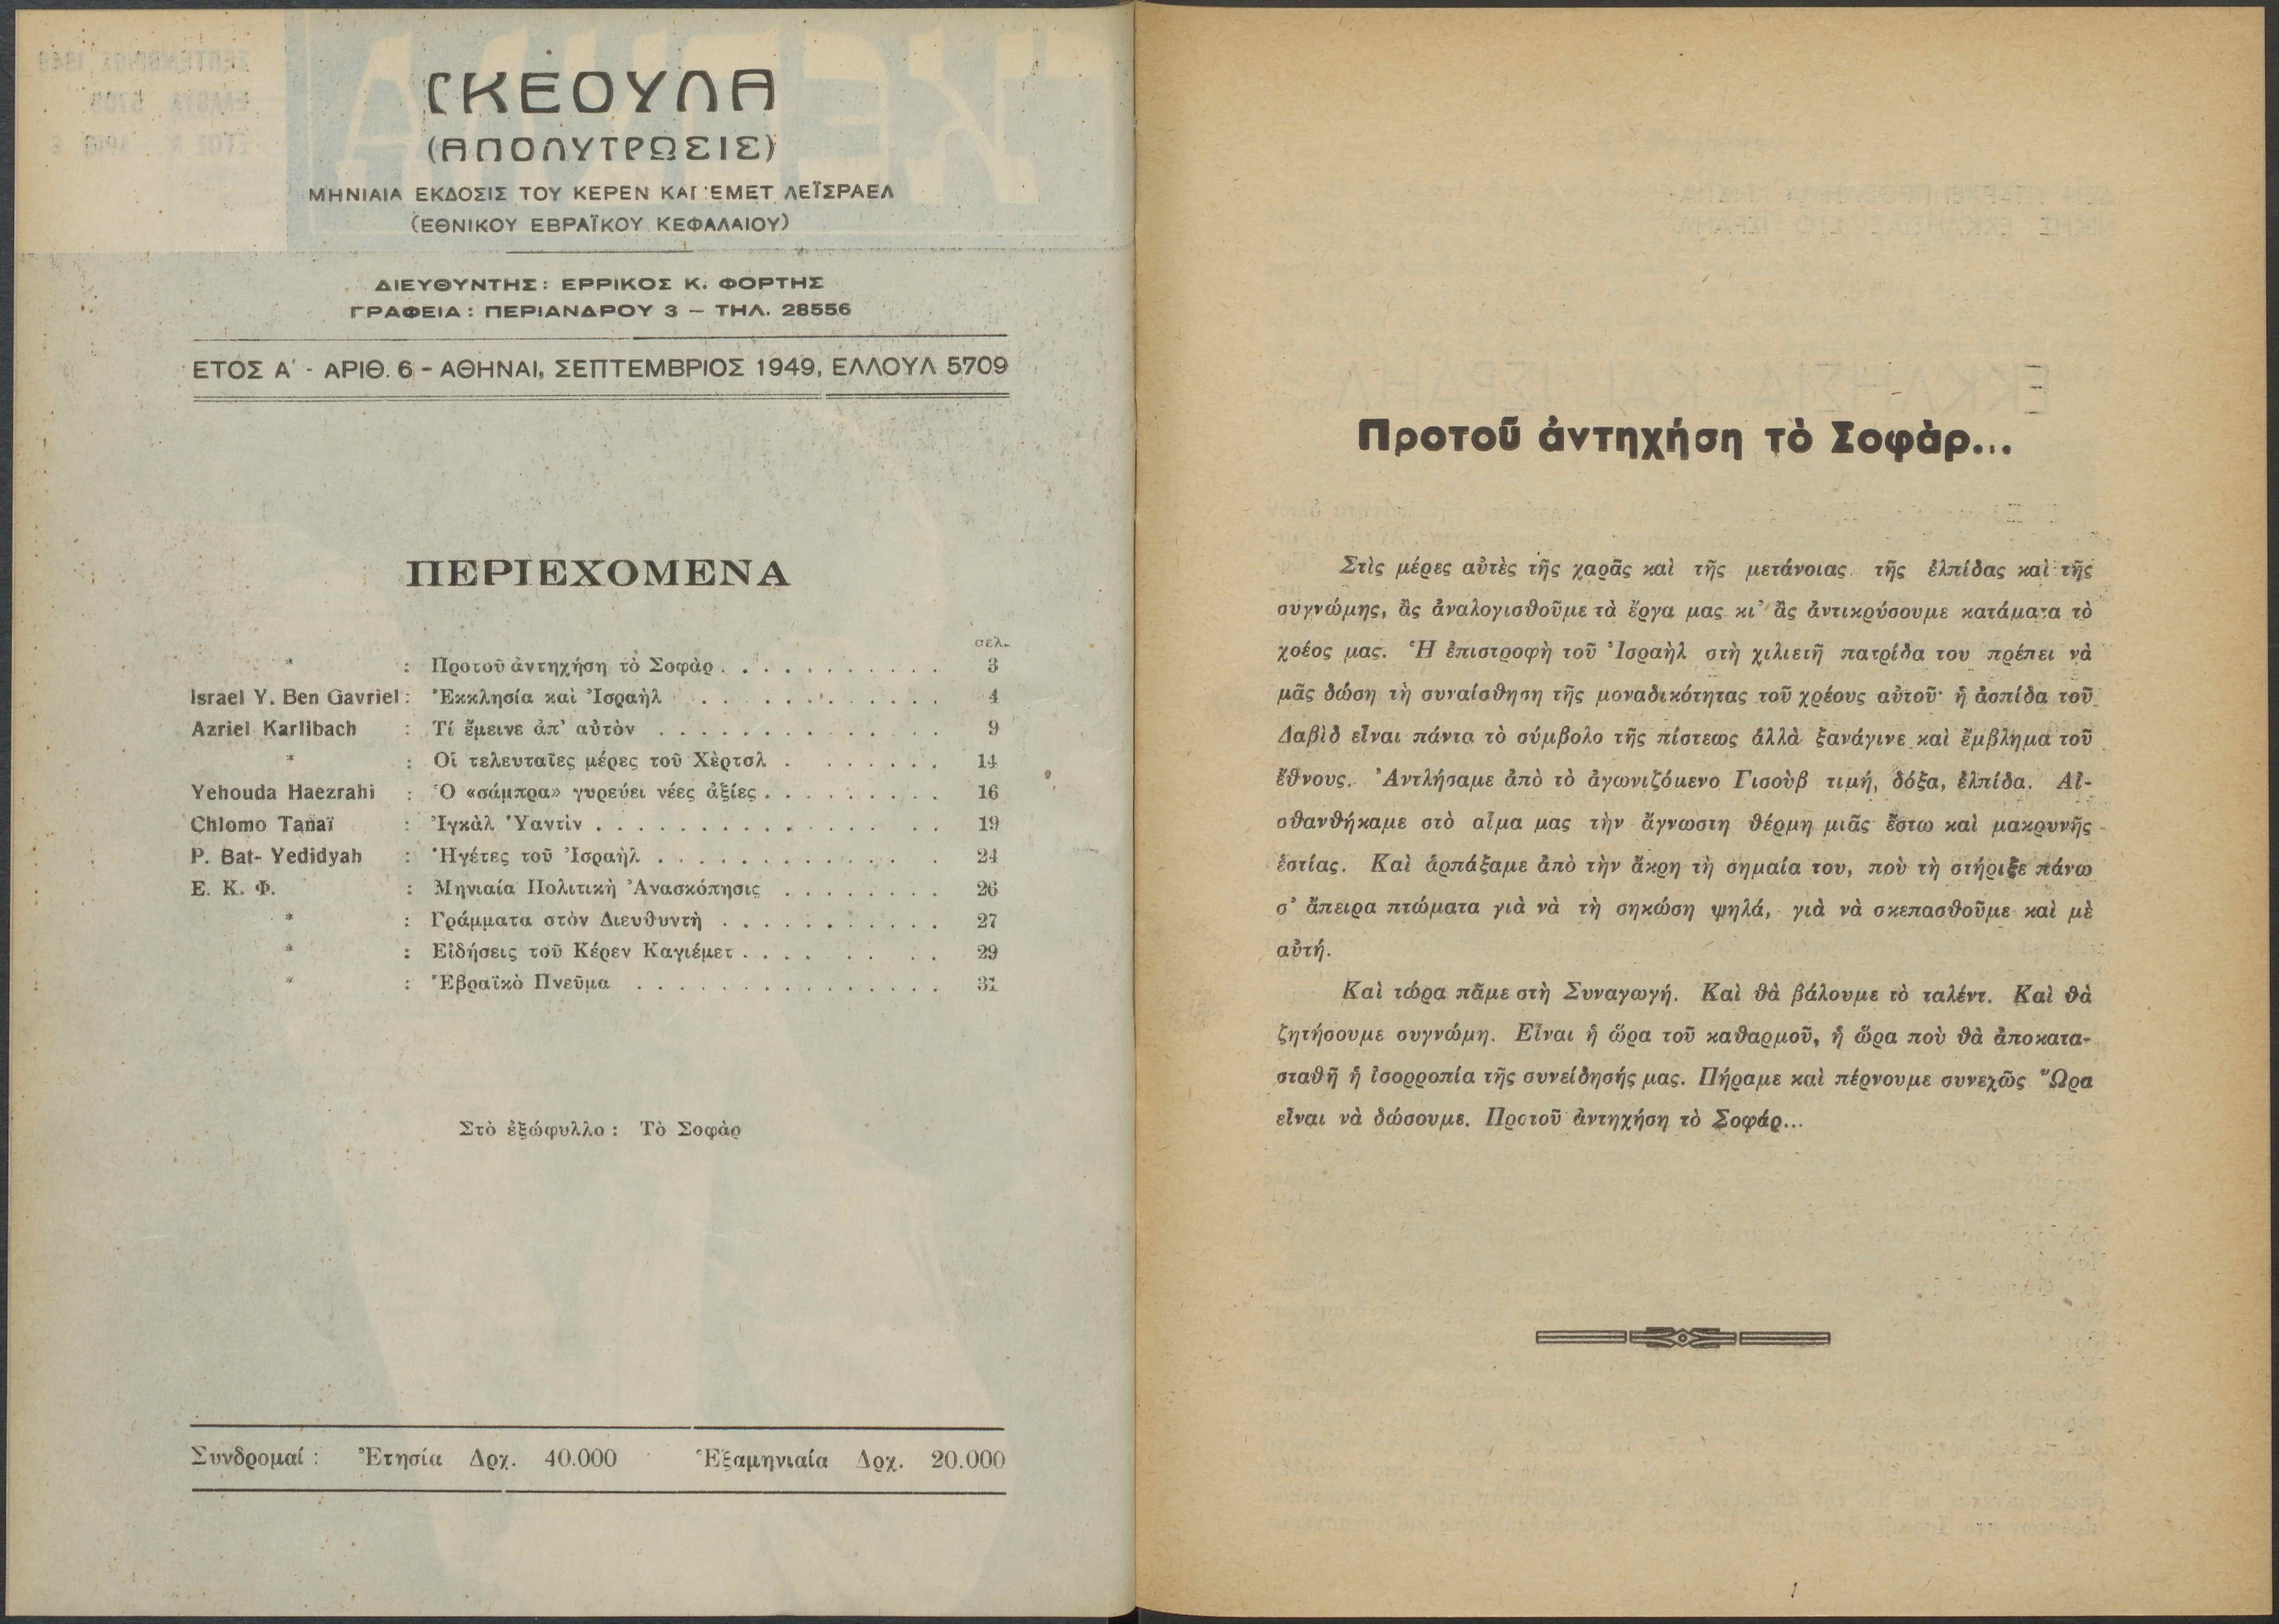 ΓΚΕΟΥΛΑ
(ΑΠΟΛΥΤΡΩΣΙΣ)
ΜΗΝΙΑΙΑ ΕΚΔΟΣΙΣ ΤΟΥ ΚΕΡΕΝ ΚΑΓΙΕΜΕΤ ΛΕΪΣΡΑΕΛ
(ΕΘΝΙΚΟΥ ΕΒΡΑΪΚΟΥ ΚΕΦΑΛΑΙΟΥ)
ΔΙΕΥΘΥΝΤΗΣ: ΕΡΡΙΚΟΣ Κ. ΦΟΡΤΗΣ
ΓΡΑΦΕΙΑ: ΠΕΡΙΑΝΔΡΟΥ 3 – ΤΗΛ. 28556
ΕΤΟΣ Α΄ - ΑΡΙΘ. 6 - ΑΘΗΝΑΙ, ΣΕΠΤΕΜΒΡΙΟΣ 1949, ΕΛΛΟΥΛ 5709
ΠΕΡΙΕΧΟΜΕΝΑ
σελ.
* : Προτοῦ ἀντηχήση τὸ Σοφὰρ . . . . . . . . . . . 3
Israel Y. Ben Gavriel : Ἐκκλησία καὶ Ἰσραὴλ . . . . . . . . . . . 4
Azriel Karlibach : Τί ἔμεινε ἀπ' αὐτὸν . . . . . . . . . . . . . . 9
* : Οἱ τελευταῖες μέρες τοῦ Χὲρτσλ . . . . . . . 14
Yehouda Haezrahi : Ὁ «σάμπρα» γυρεύει νέες ἀξίες . . . . . . . . . 16
Chlomo Tanaï : Ἰγκὰλ Ὑαντὶν . . . . . . . . . . . . . . . . 19
P. Bat- Yedidyah : Ἡγέτες τοῦ Ἰσραὴλ . . . . . . . . . . . . . . 24
Ε. Κ. Φ. : Μηνιαία Πολιτικὴ Ἀνασκόπησις . . . . . . . . 26
* : Γράμματα στὸν Διευθυντὴ . . . . . . . . . . . 27
* : Εἰδήσεις τοῦ Κέρεν Καγιέμετ . . . . . . . . 29
* : Ἑβραϊκὸ Πνεῦμα . . . . . . . . . . . . . . . 31
Στὸ ἐξώφυλλο : Τὸ Σοφὰρ
Συνδρομαί : Ἐτησία Δρχ. 40.000 Ἑξαμηνιαία Δρχ. 20.000
Προτοῦ ἀντηχήση τὸ Σοφὰρ...
Στὶς μέρες αὐτὲς τῆς χαρᾶς καὶ τῆς μετάνοιας τῆς ἐλπίδας καὶ τῆς
συγνώμης, ἂς ἀναλογισθοῦμε τὰ ἔργα μας κι' ἂς ἀντικρύσουμε κατάματα τὸ
χρέος μας. Ἡ ἐπιστροφὴ τοῦ Ἰσραὴλ στὴ χιλιετῆ πατρίδα του πρέπει νὰ
μᾶς δώση τὴ συναίσθηση τῆς μοναδικότητας τοῦ χρέους αὐτοῦ· ἡ ἀσπίδα τοῦ
Δαβὶδ εἶναι πάντα τὸ σύμβολο τῆς πίστεως ἀλλὰ ξανάγινε καὶ ἔμβλημα τοῦ
ἔθνους. Ἀντλήσαμε ἀπὸ τὸ ἀγωνιζόμενο Γισοὺβ τιμή, δόξα, ἐλπίδα. Αἰ-
σθανθήκαμε στὸ αἷμα μας τὴν ἄγνωστη θέρμη μιᾶς ἔστω καὶ μακρυνῆς
ἑστίας. Καὶ ἁρπάξαμε ἀπὸ τὴν ἄκρη τὴ σημαία του, ποὺ τὴ στήριξε πάνω
σ' ἄπειρα πτώματα γιὰ νὰ τὴ σηκώση ψηλά, γιὰ νὰ σκεπασθοῦμε καὶ μὲ
αὐτή.
Καὶ τώρα πᾶμε στὴ Συναγωγή. Καὶ θὰ βάλουμε τὸ ταλέντ. Καὶ θὰ
ζητήσουμε συγνώμη. Εἶναι ἡ ὥρα τοῦ καθαρμοῦ, ἡ ὥρα ποὺ θὰ ἀποκατα-
σταθῆ ἡ ἰσορροπία τῆς συνείδησής μας. Πήραμε καὶ πέρνουμε συνεχῶς Ὥρα
εἶναι νὰ δώσουμε. Προτοῦ ἀντηχήση τὸ Σοφάρ...